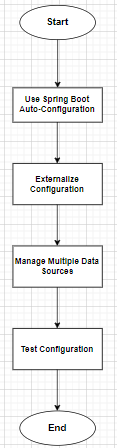 Start
Use Spring Boot
Auto-Configuration
Externalize
Configuration
Manage Multiple Data
Sources
Test Configuration
End